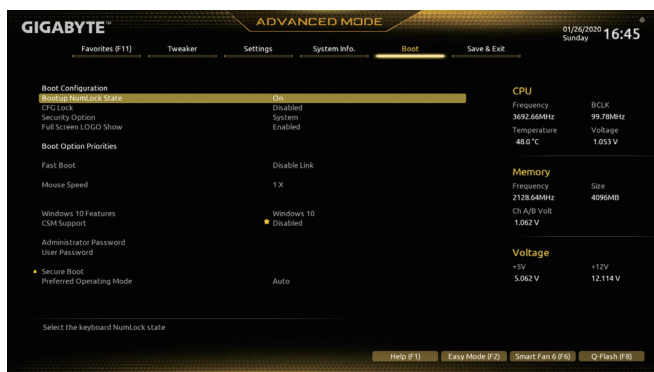 GIGABYTE™
ADVANCED MODE
01/26/2020
Sunday
16:45
Favorites (F11) Tweaker Settings System Info. Boot Save & Exit
Boot Configuration
Bootup NumLock State On
CFG Lock Disabled
Security Option System
Full Screen LOGO Show Enabled
Boot Option Priorities
Fast Boot Disable Link
Mouse Speed 1 X
Windows 10 Features Windows 10
CSM Support Disabled
Administrator Password
User Password
Secure Boot
Preferred Operating Mode Auto
Select the keyboard NumLock state
CPU
Frequency BCLK
3692.66MHz 99.78MHz
Temperature Voltage
48.0 °C 1.053 V
Memory
Frequency Size
2128.64MHz 4096MB
Ch A/B Volt
1.062 V
Voltage
+5V +12V
5.062 V 12.114 V
Help (F1) Easy Mode (F2) Smart Fan 6 (F6) Q-Flash (F8)